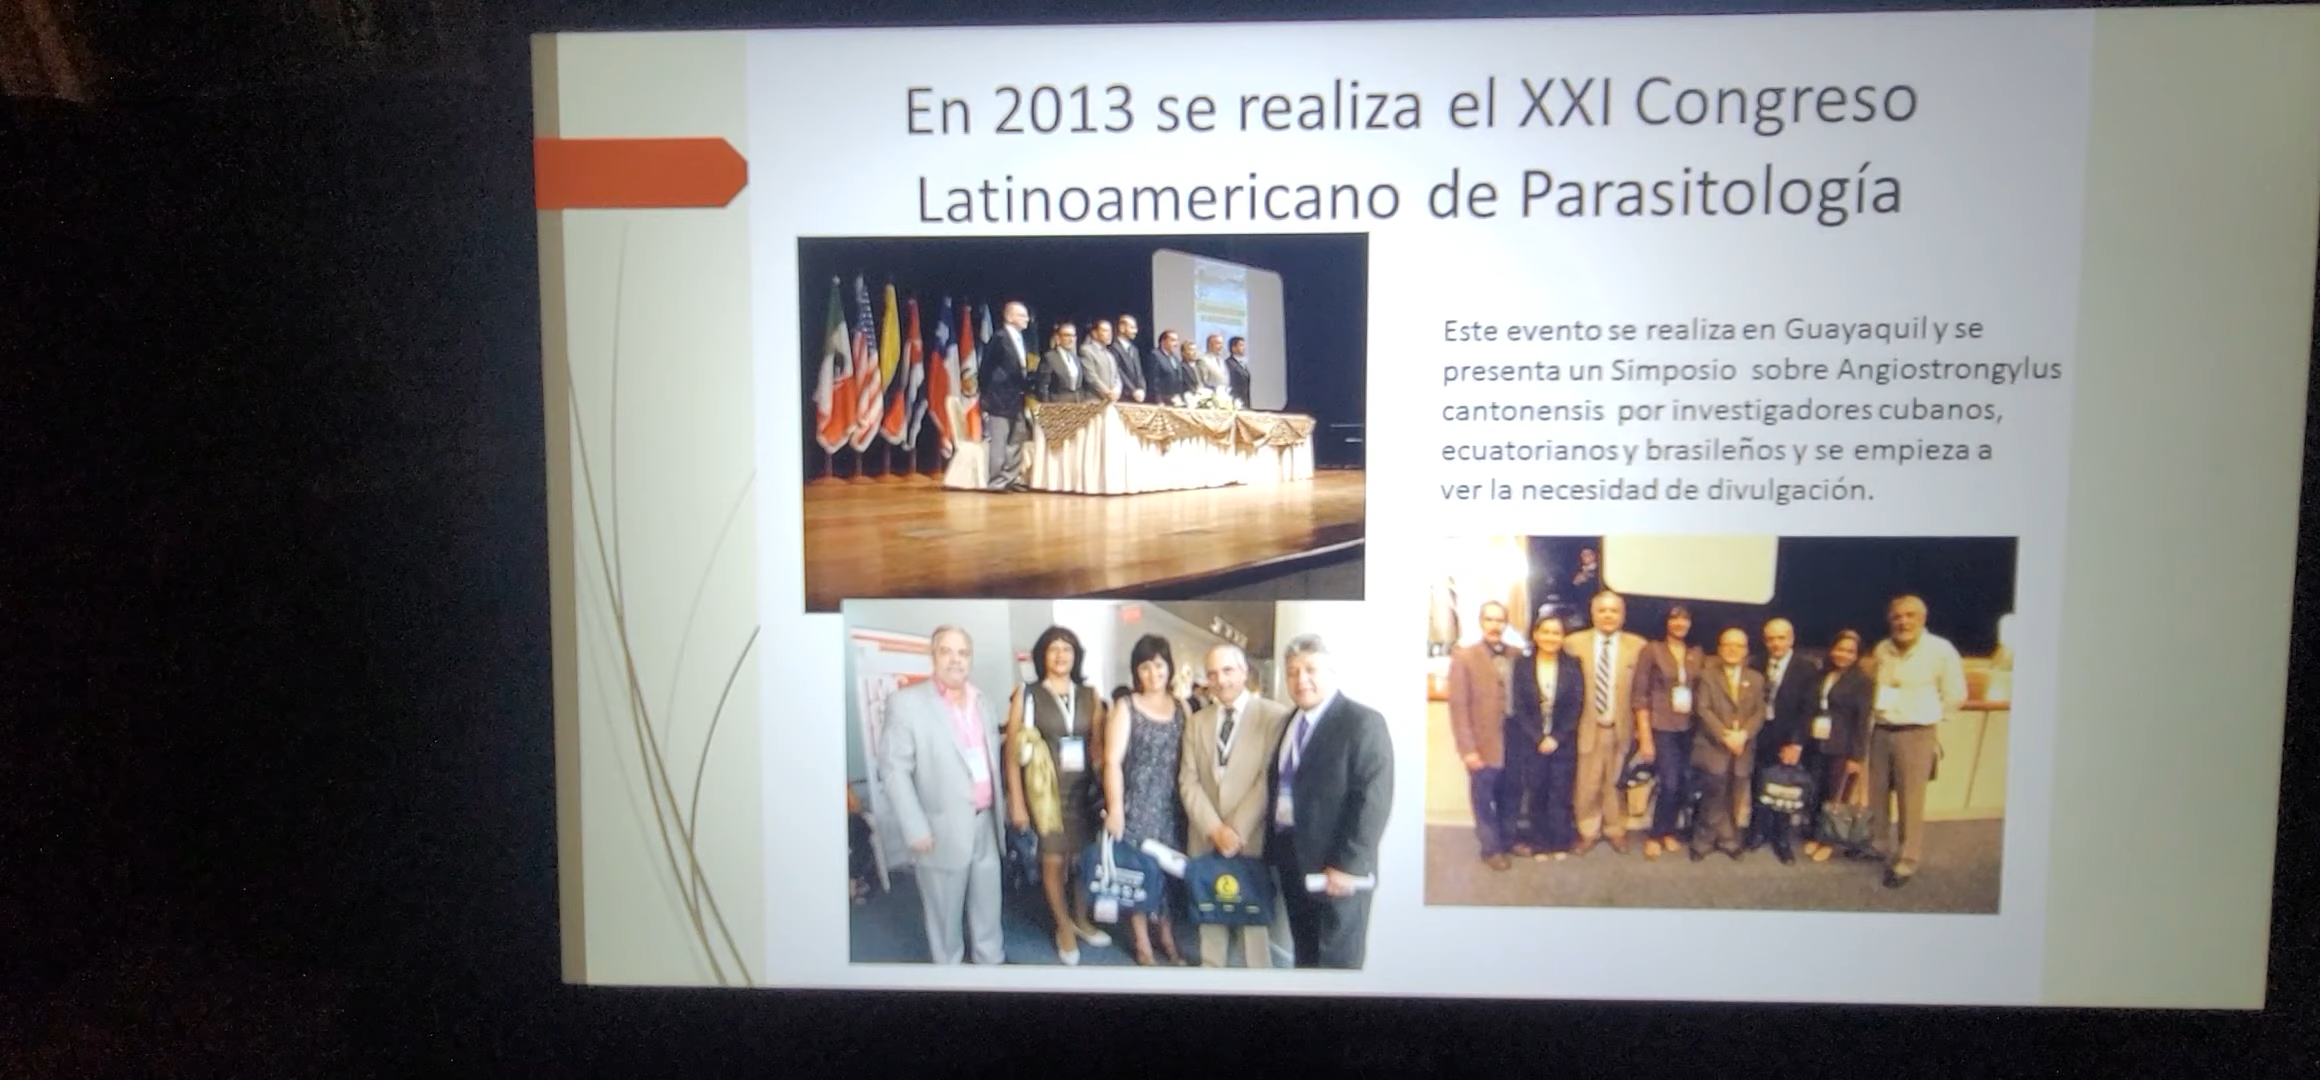 En 2013 se realiza el XXI Congreso
Latinoamericano de Parasitología
Este evento se realiza en Guayaquil y se
presenta un Simposio sobre Angiostrongylus
cantonensis por investigadores cubanos,
ecuatorianos y brasileños y se empieza a
ver la necesidad de divulgación.